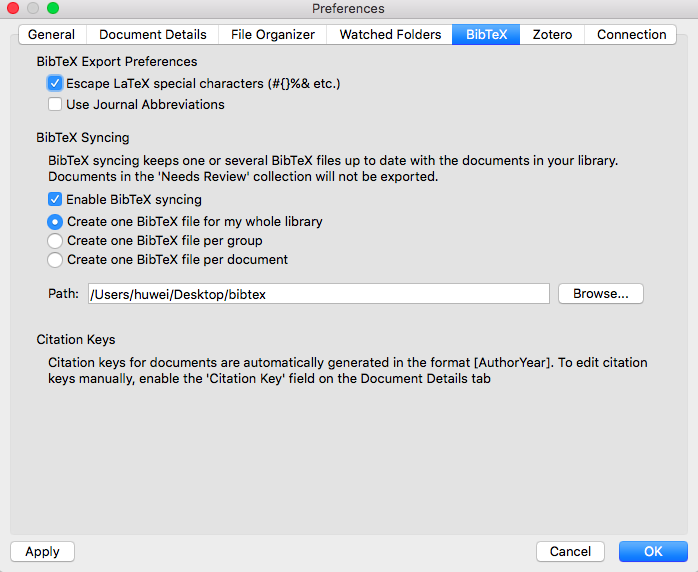 Preferences
General Document Details File Organizer Watched Folders BibTeX Zotero Connection
BibTeX Export Preferences
Escape LaTeX special characters (#{}%& etc.)
Use Journal Abbreviations
BibTeX Syncing
BibTeX syncing keeps one or several BibTeX files up to date with the documents in your library.
Documents in the 'Needs Review' collection will not be exported.
Enable BibTeX syncing
Create one BibTeX file for my whole library
Create one BibTeX file per group
Create one BibTeX file per document
Path: /Users/huwei/Desktop/bibtex Browse...
Citation Keys
Citation keys for documents are automatically generated in the format [AuthorYear]. To edit citation
keys manually, enable the 'Citation Key' field on the Document Details tab
Apply Cancel OK